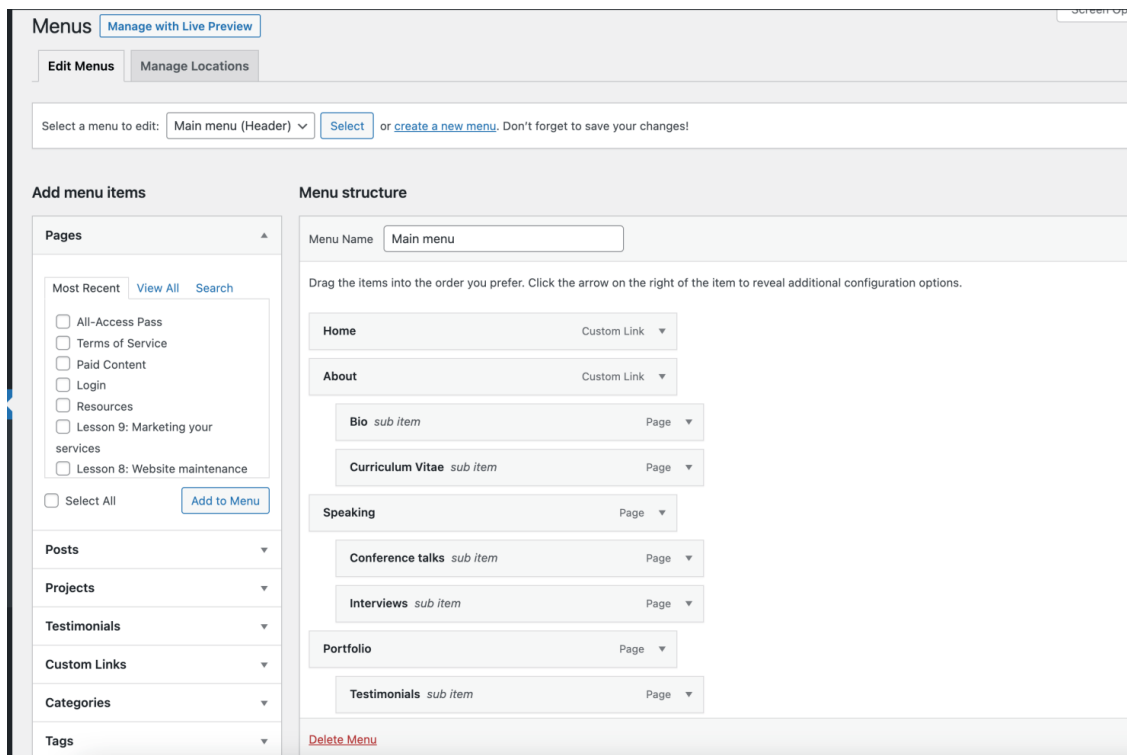 Screen Op
Menus Manage with Live Preview
Edit Menus Manage Locations
Select a menu to edit: Main menu (Header) Select or create a new menu. Don't forget to save your changes!
Add menu items
Pages
Most Recent View All Search
All-Access Pass
Terms of Service
Paid Content
Login
Resources
Lesson 9: Marketing your
services
Lesson 8: Website maintenance
Select All Add to Menu
Posts
Projects
Testimonials
Custom Links
Categories
Tags
Menu structure
Menu Name Main menu
Drag the items into the order you prefer. Click the arrow on the right of the item to reveal additional configuration options.
Home Custom Link
About Custom Link
Bio sub item Page
Curriculum Vitae sub item Page
Speaking Page
Conference talks sub item Page
Interviews sub item Page
Portfolio Page
Testimonials sub item Page
Delete Menu